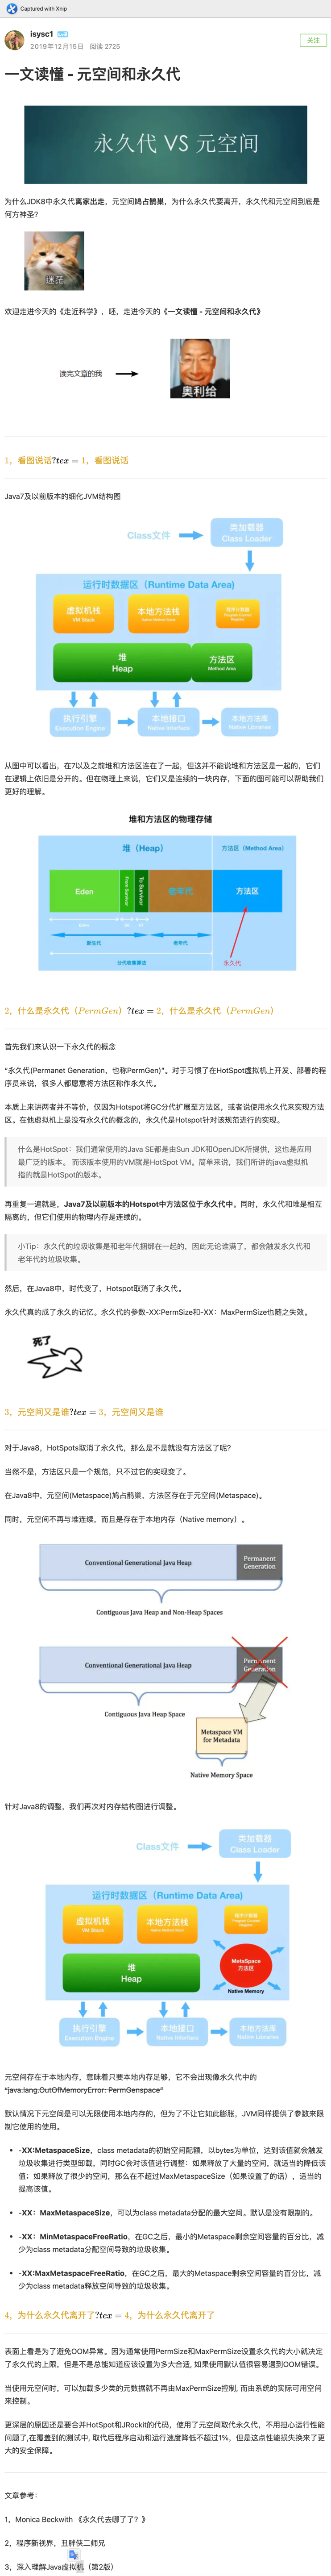 Captured with Xnip
isysc1
关注
2019年12月15日 阅读 2725
一文读懂 - 元空间和永久代
永久代 VS 元空间
为什么JDK8中永久代离家出走，元空间鸠占鹊巢，为什么永久代要离开，永久代和元空间到底是
何方神圣?
迷茫
欢迎走进今天的《走近科学》，呸，走进今天的《一文读懂 - 元空间和永久代》
读完文章的我
奥利给
1，看图说话?tex = 1，看图说话
Java7及以前版本的细化JVM结构图
Class文件
类加载器
Class Loader
运行时数据区（Runtime Data Area)
虚拟机栈
VM Stack
本地方法栈
Native Method Stack
程序计数器
Program Counter
Register
堆
Heap
方法区
Method Area
执行引擎
Execution Engine
本地接口
Native Interface
本地方法库
Native Libraries
从图中可以看出，在7以及之前堆和方法区连在了一起，但这并不能说堆和方法区是一起的，它们
在逻辑上依旧是分开的。但在物理上来说，它们又是连续的一块内存，下面的图可能可以帮助我们
更好的理解。
堆和方法区的物理存储
堆（Heap）
方法区（Method Area）
Eden
From Survivor
To Survivor
老年代
方法区
新生代
老年代
分代收集算法
永久代
2，什么是永久代（PermGen）?tex = 2，什么是永久代（PermGen）
首先我们来认识一下永久代的概念
“永久代(Permanet Generation，也称PermGen)”。对于习惯了在HotSpot虚拟机上开发、部署的程
序员来说，很多人都愿意将方法区称作永久代。
本质上来讲两者并不等价，仅因为Hotspot将GC分代扩展至方法区，或者说使用永久代来实现方法
区。在他虚拟机上是没有永久代的概念的，永久代是Hotspot针对该规范进行的实现。
什么是HotSpot：我们通常使用的Java SE都是由Sun JDK和OpenJDK所提供，这也是应用
最广泛的版本。 而该版本使用的VM就是HotSpot VM。简单来说，我们所讲的java虚拟机
指的就是HotSpot的版本。
再重复一遍就是，Java7及以前版本的Hotspot中方法区位于永久代中。同时，永久代和堆是相互
隔离的，但它们使用的物理内存是连续的。
小Tip：永久代的垃圾收集是和老年代捆绑在一起的，因此无论谁满了，都会触发永久代和
老年代的垃圾收集。
然后，在Java8中，时代变了，Hotspot取消了永久代。
永久代真的成了永久的记忆。永久代的参数-XX:PermSize和-XX：MaxPermSize也随之失效。
死了
3，元空间又是谁?tex = 3，元空间又是谁
对于Java8，HotSpots取消了永久代，那么是不是就没有方法区了呢?
当然不是，方法区只是一个规范，只不过它的实现变了。
在Java8中，元空间(Metaspace)鸠占鹊巢，方法区存在于元空间(Metaspace)。
同时，元空间不再与堆连续，而且是存在于本地内存（Native memory）。
Conventional Generational Java Heap
Permanent
Generation
Contiguous Java Heap and Non-Heap Spaces
Conventional Generational Java Heap
Permanent
Generation
Contiguous Java Heap Space
Metaspace VM
for Metadata
Native Memory Space
针对Java8的调整，我们再次对内存结构图进行调整。
Class文件
类加载器
Class Loader
运行时数据区（Runtime Data Area)
虚拟机栈
VM Stack
本地方法栈
Native Method Stack
程序计数器
Program Counter
Register
堆
Heap
MetaSpace
方法区
Native Memory
执行引擎
Execution Engine
本地接口
Native Interface
本地方法库
Native Libraries
元空间存在于本地内存，意味着只要本地内存足够，它不会出现像永久代中的
“java.lang.OutOfMemoryError: PermGenspace”
默认情况下元空间是可以无限使用本地内存的，但为了不让它如此膨胀，JVM同样提供了参数来限
制它使用的使用。
-XX:MetaspaceSize，class metadata的初始空间配额，以bytes为单位，达到该值就会触发
垃圾收集进行类型卸载，同时GC会对该值进行调整：如果释放了大量的空间，就适当的降低该
值；如果释放了很少的空间，那么在不超过MaxMetaspaceSize（如果设置了的话），适当的
提高该值。
-XX：MaxMetaspaceSize，可以为class metadata分配的最大空间。默认是没有限制的。
-XX：MinMetaspaceFreeRatio，在GC之后，最小的Metaspace剩余空间容量的百分比，减
少为class metadata分配空间导致的垃圾收集。
-XX:MaxMetaspaceFreeRatio，在GC之后，最大的Metaspace剩余空间容量的百分比，减
少为class metadata释放空间导致的垃圾收集。
4，为什么永久代离开了?tex = 4，为什么永久代离开了
表面上看是为了避免OOM异常。因为通常使用PermSize和MaxPermSize设置永久代的大小就决定
了永久代的上限，但是不是总能知道应该设置为多大合适, 如果使用默认值很容易遇到OOM错误。
当使用元空间时，可以加载多少类的元数据就不再由MaxPermSize控制, 而由系统的实际可用空间
来控制。
更深层的原因还是要合并HotSpot和JRockit的代码，使用了元空间取代永久代，不用担心运行性能
问题了,在覆盖到的测试中, 取代后程序启动和运行速度降低不超过1%，但是这点性能损失换来了更
大的安全保障。
文章参考：
1，Monica Beckwith 《永久代去哪了了？》
2，程序新视界，丑胖侠二师兄
3，深入理解Java虚拟机（第2版）